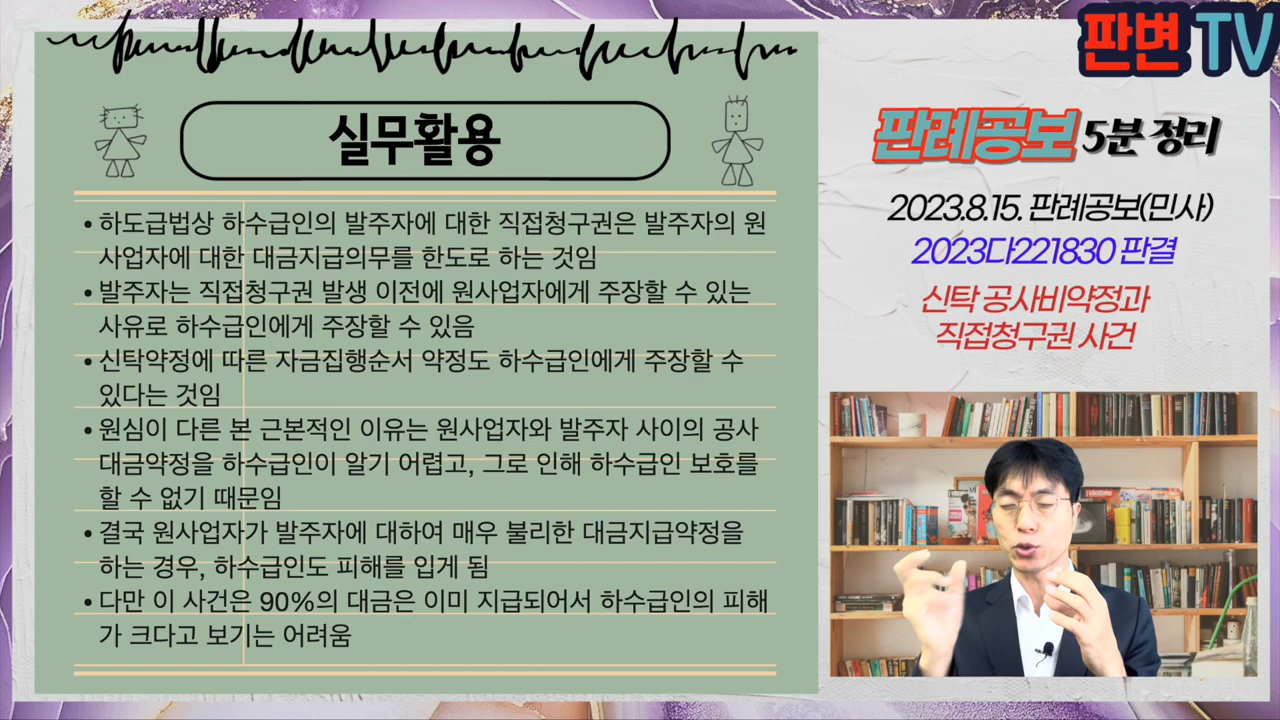 판변 TV
실무활용
• 하도급법상 하수급인의 발주자에 대한 직접청구권은 발주자의 원
사업자에 대한 대금지급의무를 한도로 하는 것임
• 발주자는 직접청구권 발생 이전에 원사업자에게 주장할 수 있는
사유로 하수급인에게 주장할 수 있음
• 신탁약정에 따른 자금집행순서 약정도 하수급인에게 주장할 수
있다는 것임
• 원심이 다른 본 근본적인 이유는 원사업자와 발주자 사이의 공사
대금약정을 하수급인이 알기 어렵고, 그로 인해 하수급인 보호를
할 수 없기 때문임
• 결국 원사업자가 발주자에 대하여 매우 불리한 대금지급약정을
하는 경우, 하수급인도 피해를 입게 됨
• 다만 이 사건은 90%의 대금은 이미 지급되어서 하수급인의 피해
가 크다고 보기는 어려움
판례공보 5분 정리
2023.8.15. 판례공보(민사)
2023다221830 판결
신탁 공사비약정과
직접청구권 사건